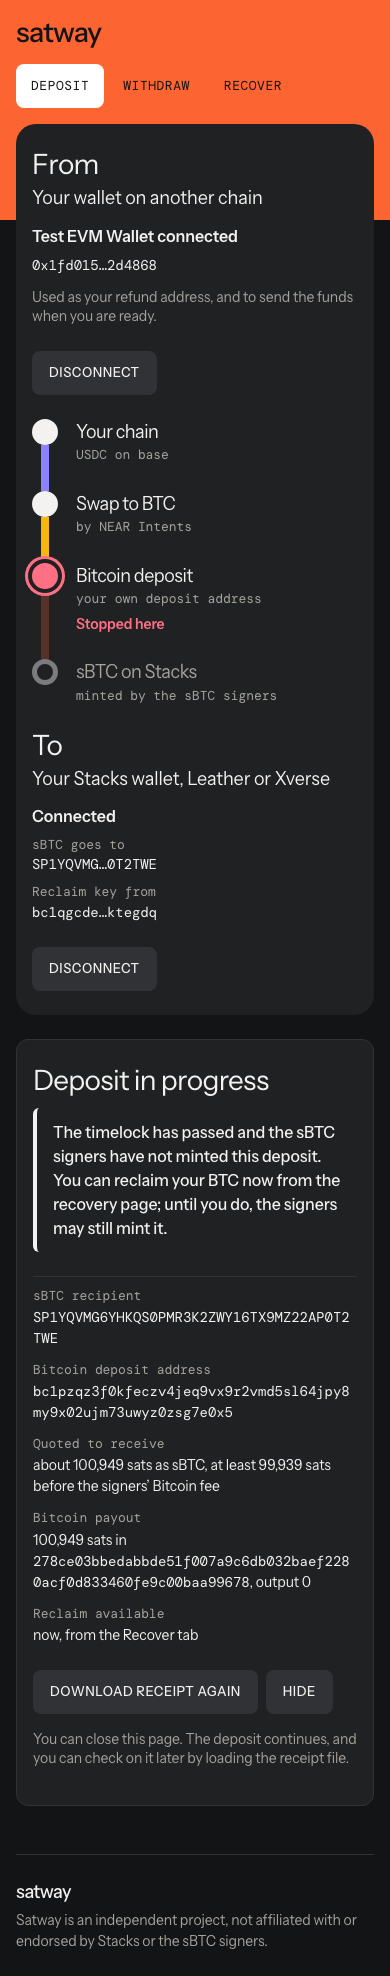 satway
DEPOSIT
WITHDRAW
RECOVER
From
Your wallet on another chain
Test EVM Wallet connected
0x1fd015…2d4868
Used as your refund address, and to send the funds
when you are ready.
DISCONNECT
Your chain
USDC on base
Swap to BTC
by NEAR Intents
Bitcoin deposit
your own deposit address
Stopped here
sBTC on Stacks
minted by the sBTC signers
To
Your Stacks wallet, Leather or Xverse
Connected
sBTC goes to
SP1YQVMG…0T2TWE
Reclaim key from
bc1qgcde…ktegdq
DISCONNECT
Deposit in progress
The timelock has passed and the sBTC
signers have not minted this deposit.
You can reclaim your BTC now from the
recovery page; until you do, the signers
may still mint it.
sBTC recipient
SP1YQVMG6YHKQS0PMR3K2ZWY16TX9MZ22AP0T2
TWE
Bitcoin deposit address
bc1pzqz3f0kfeczv4jeq9vx9r2vmd5sl64jpy8
my9x02ujm73uwyz0zsg7e0x5
Quoted to receive
about 100,949 sats as sBTC, at least 99,939 sats
before the signers’ Bitcoin fee
Bitcoin payout
100,949 sats in
278ce03bbedabbde51f007a9c6db032baef228
0acf0d833460fe9c00baa99678, output 0
Reclaim available
now, from the Recover tab
DOWNLOAD RECEIPT AGAIN
HIDE
You can close this page. The deposit continues, and
you can check on it later by loading the receipt file.
satway
Satway is an independent project, not affiliated with or
endorsed by Stacks or the sBTC signers.